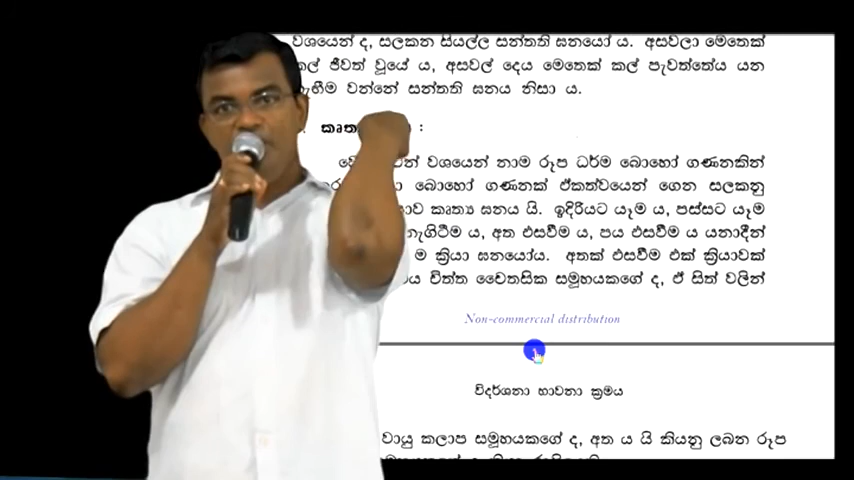 වශයෙන් ද, සලකන සියල්ල සන්තති ඝනයෝ ය. අසවලා මෙතෙක්
කල් ජීවත් වූයේ ය, අසවල් දෙය මෙතෙක් කල් පැවත්තේය යන
වන්නේ සන්තති ඝනය නිසා ය.
වශයෙන් නාම රූප ධර්ම බොහෝ ගණනකින්
බොහෝ ගණනක් ඒකත්වයෙන් ගෙන සලකනු
කෘත්‍ය ඝනය යි. ඉදිරියට යෑම ය, පස්සට යෑම
ය, අත එසවීම ය, පය එසවීම ය යනාදීන්
ම ක්‍රියා ඝනයෝය. අතක් එසවීම එක් ක්‍රියාවක්
චිත්ත චෛතසික සමූහයකගේ ද, ඒ සිත් වලින්
Non-commercial distribution
විදර්ශනා භාවනා ක්‍රමය
වායු කලාප සමූහයකගේ ද, අත ය යි කියනු ලබන රූප